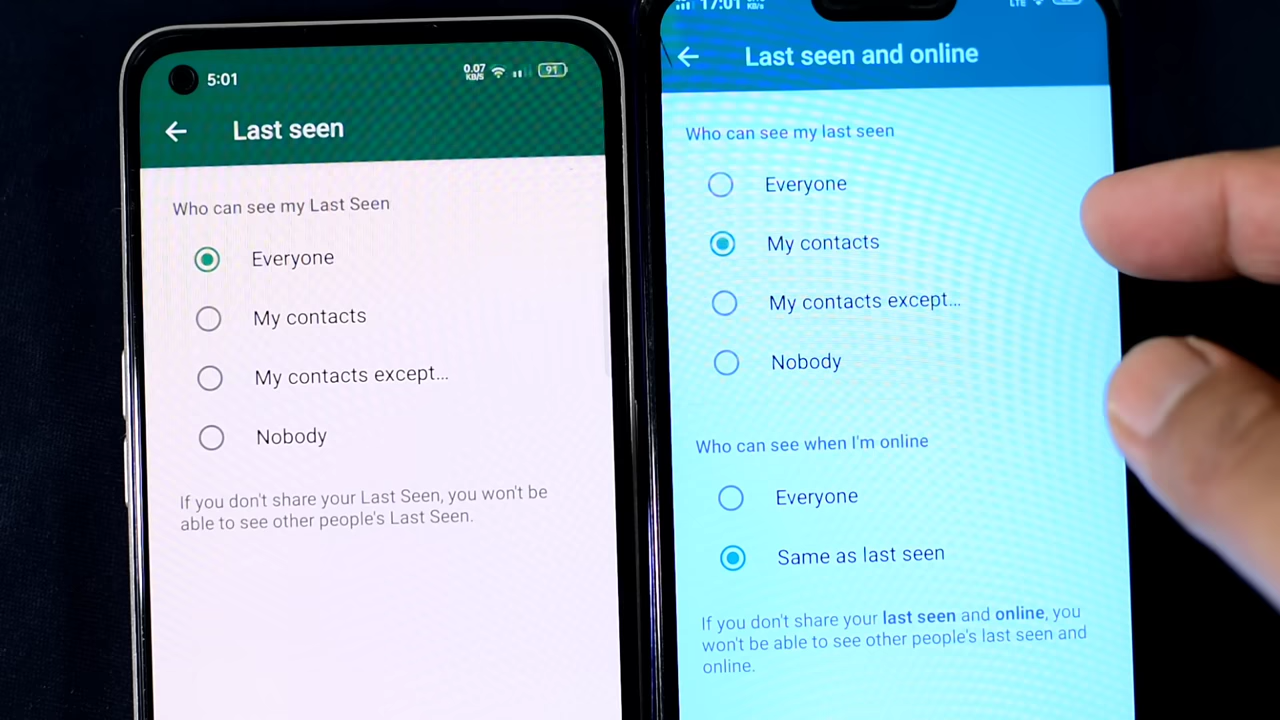 5:01
0.07
KB/S
91
Last seen
Who can see my Last Seen
Everyone
My contacts
My contacts except...
Nobody
If you don't share your Last Seen, you won't be
able to see other people's Last Seen.
17:01
KB/s
LTE
Last seen and online
Who can see my last seen
Everyone
My contacts
My contacts except...
Nobody
Who can see when I'm online
Everyone
Same as last seen
If you don't share your last seen and online, you
won't be able to see other people's last seen and
online.